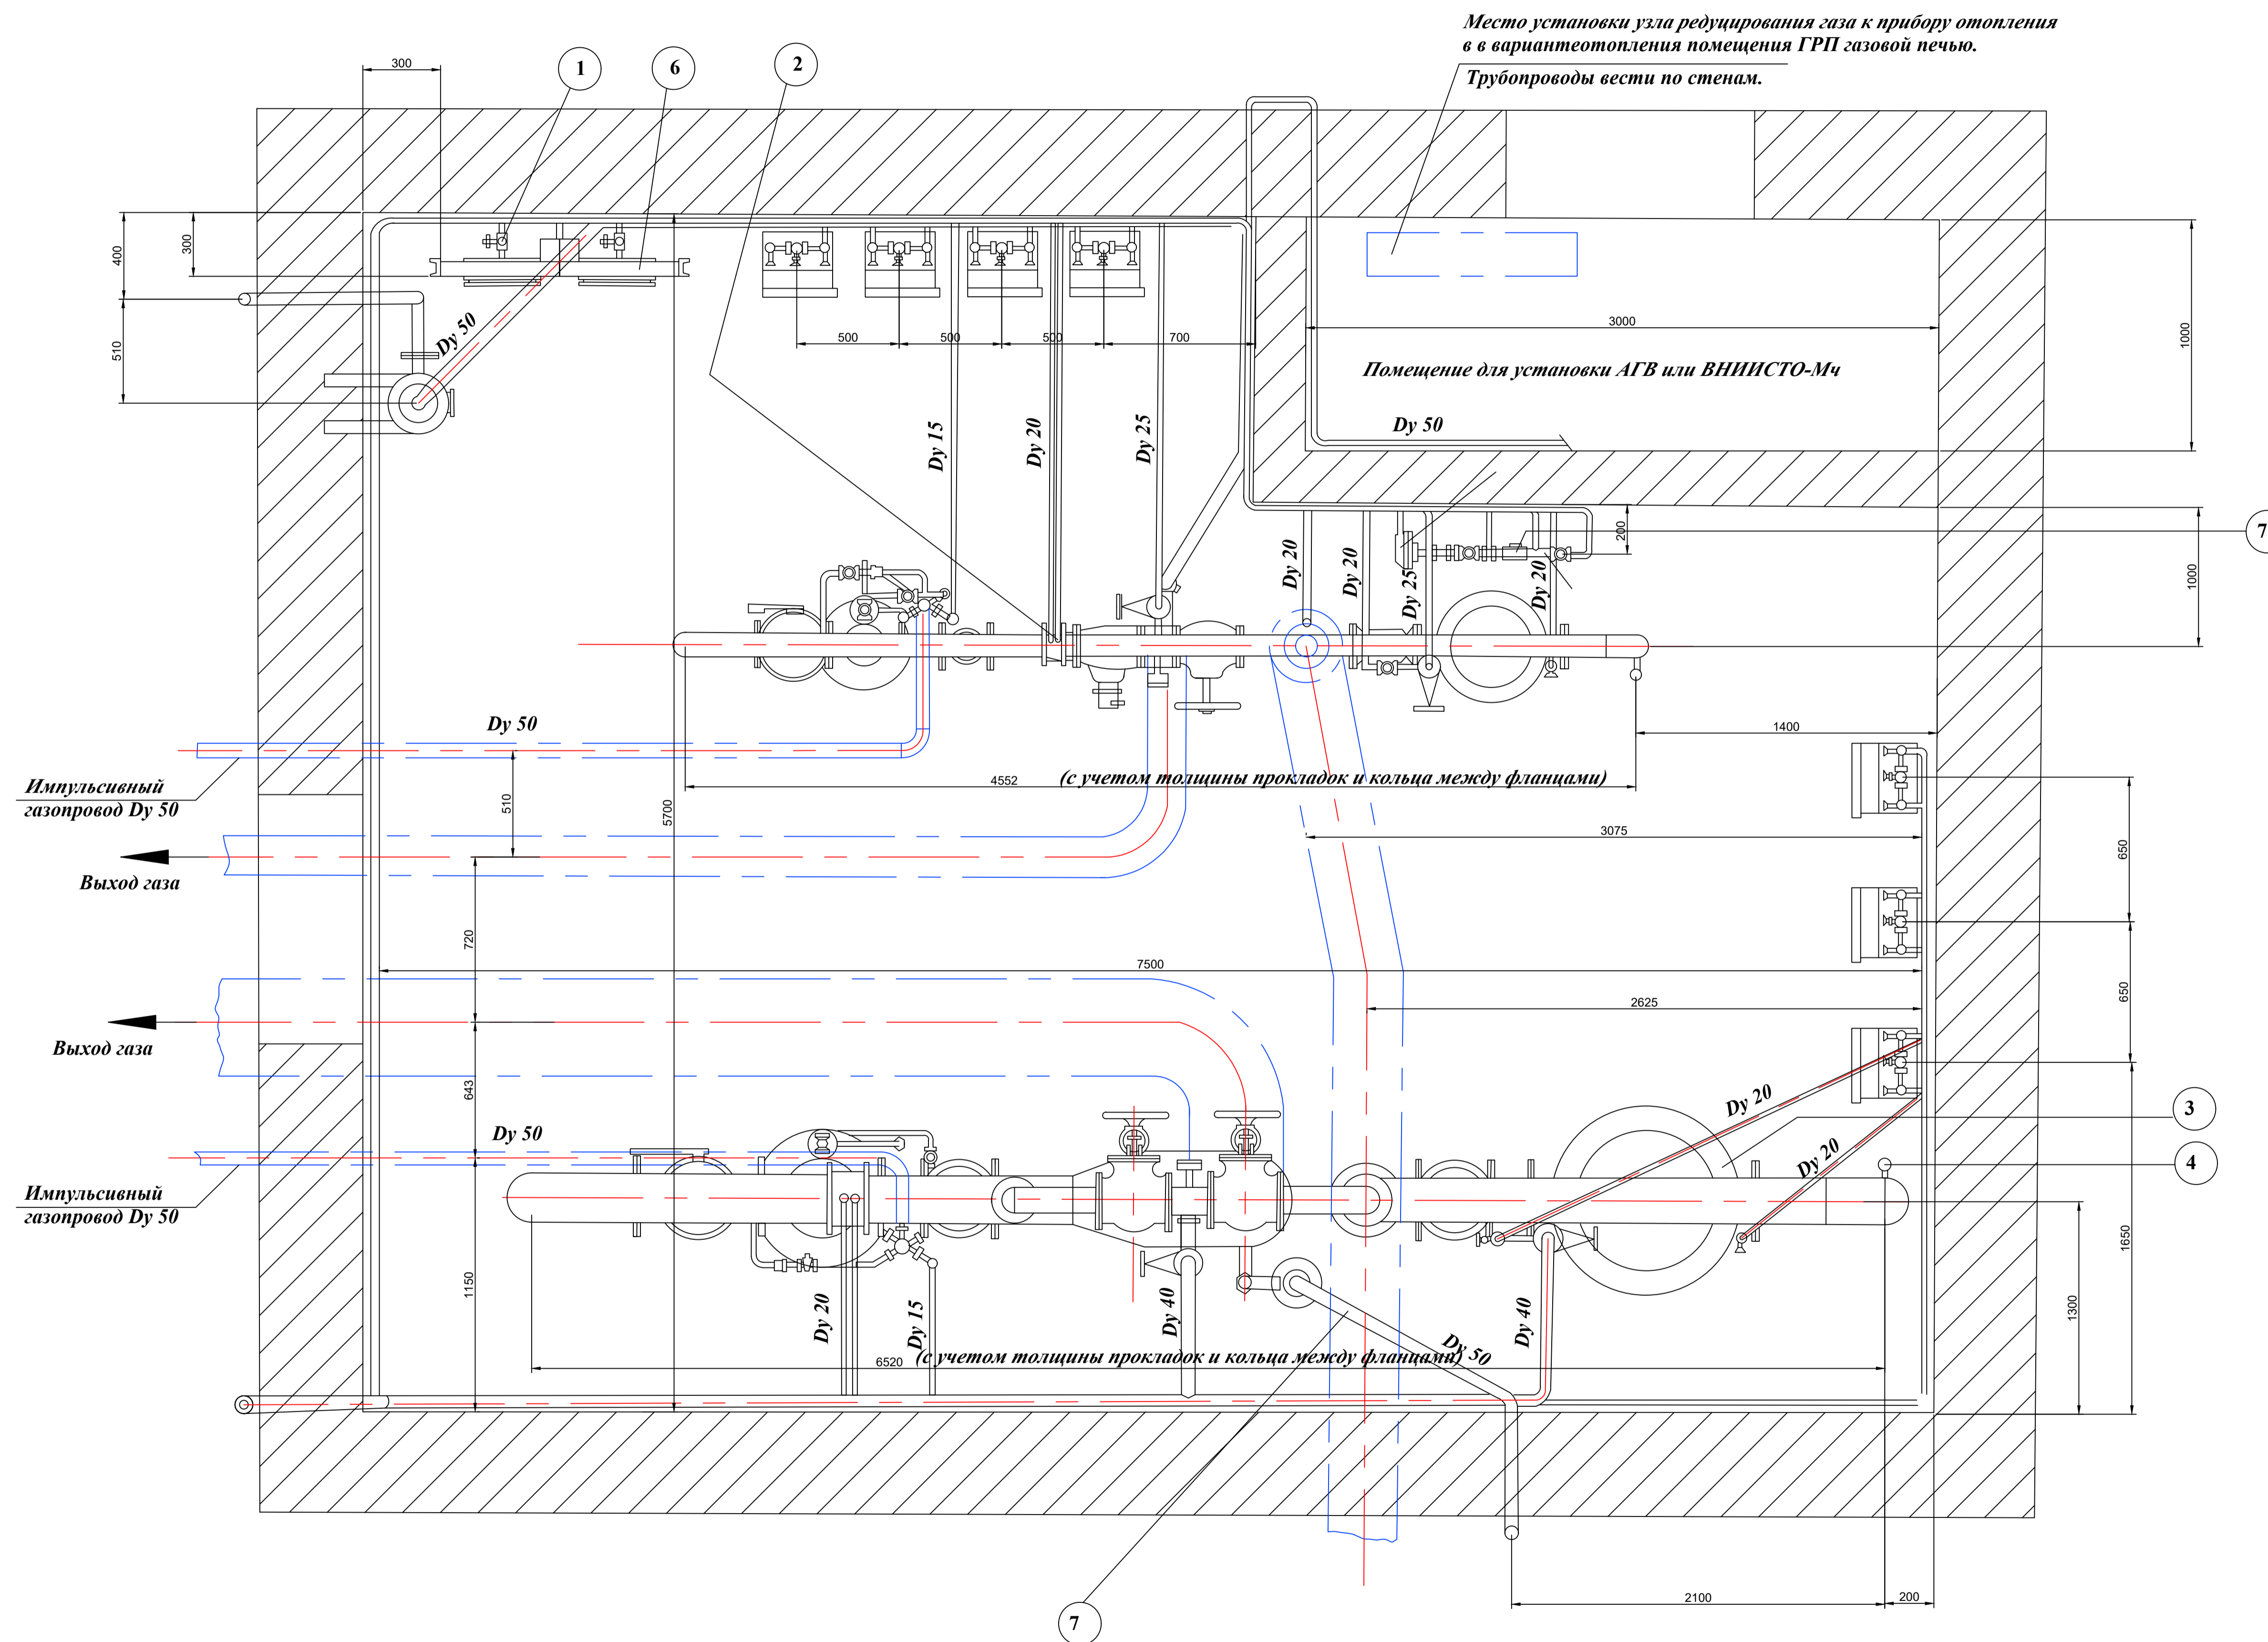 Место установки узла редуцирования газа к прибору отопления
в в вариантеотопления помещения ГРП газовой печью.
Трубопроводы вести по стенам.
1
6
2
300
400
300
510
Dy 50
500
500
500
700
3000
1000
Помещение для установки АГВ или ВНИИСТО-Мч
Dy 50
Dy 15
Dy 20
Dy 25
7
200
Dy 20
Dy 20
Dy 25
Dy 20
1000
Dy 50
1400
Импульсивный
газопровод Dy 50
510
4552
(с учетом толщины прокладок и кольца между фланцами)
5700
3075
650
Выход газа
720
7500
2625
650
Выход газа
643
Dy 20
3
Dy 50
Dy 20
4
Импульсивный
газопровод Dy 50
1150
1650
1300
Dy 20
Dy 15
Dy 40
Dy 40
Dy 50
6520
(с учетом толщины прокладок и кольца между фланцами)
2100
200
7